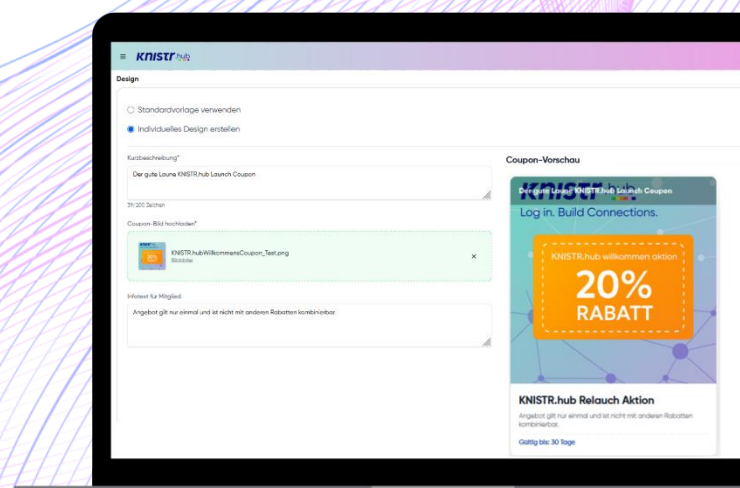 KNISTr hub
Design
Standardvorlage verwenden
Individuelles Design erstellen
Kurzbeschreibung*
Der gute Laune KNISTR.hub Launch Coupon
39/200 Zeichen
Coupon-Bild hochladen*
KNISTR.hubWillkommensCoupon_Test.png
Infotext für Mitglied
Angebot gilt nur einmal und ist nicht mit anderen Rabatten kombinierbar.
Coupon-Vorschau
KNISTr hub
Der gute Laune KNISTR.hub Launch Coupon
Log in. Build Connections.
KNISTR.hub willkommen aktion
20%
RABATT
KNISTR.hub Relauch Aktion
Angebot gilt nur einmal und ist nicht mit anderen Rabatten
kombinierbar.
Gültig bis: 30 Tage